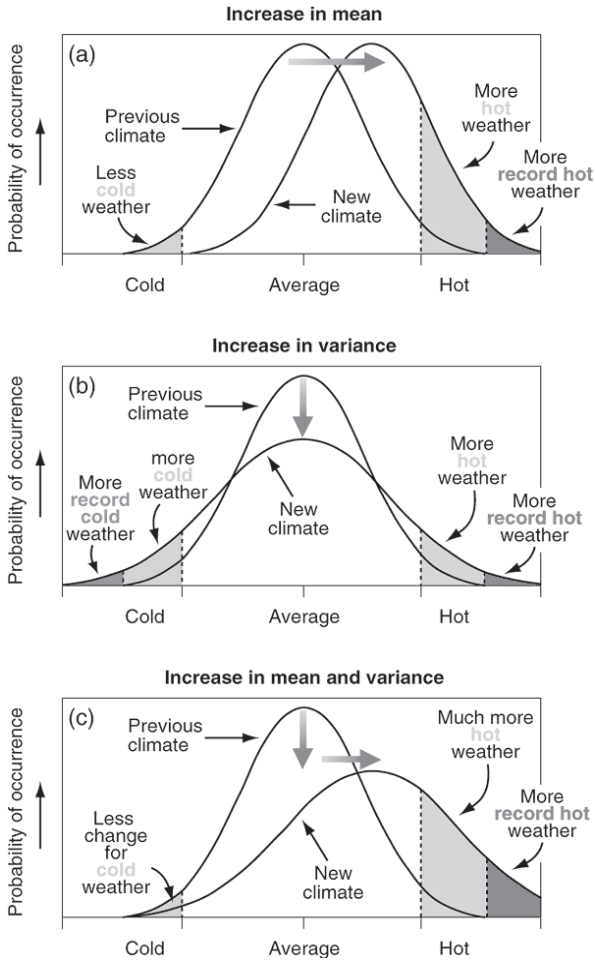 Increase in mean
(a)
Probability of occurrence
Previous
climate
Less
cold
weather
New
climate
More
hot
weather
More
record hot
weather
Cold
Average
Hot
Increase in variance
(b)
Probability of occurrence
Previous
climate
more
cold
weather
More
record
cold
weather
New
climate
More
hot
weather
More
record hot
weather
Cold
Average
Hot
Increase in mean and variance
(c)
Probability of occurrence
Previous
climate
Less
change
for
cold
weather
New
climate
Much more
hot
weather
More
record hot
weather
Cold
Average
Hot